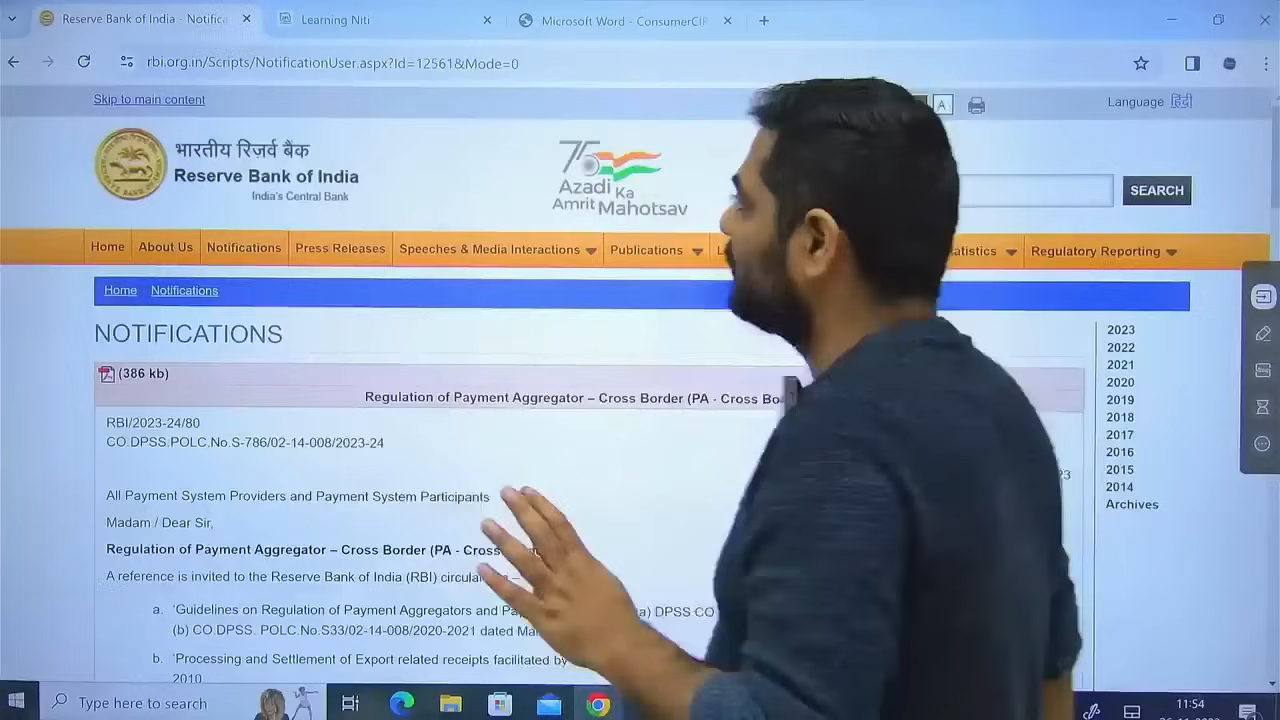 Reserve Bank of India - Notifica
Learning Niti
Microsoft Word - ConsumerCIF
rbi.org.in/Scripts/NotificationUser.aspx?Id=12561&Mode=0
Skip to main content
A
Language हिंदी
भारतीय रिज़र्व बैंक
Reserve Bank of India
India's Central Bank
75
Azadi Ka
Amrit Mahotsav
SEARCH
Home About Us Notifications Press Releases Speeches & Media Interactions Publications L atistics Regulatory Reporting
Home Notifications
NOTIFICATIONS
2023
2022
2021
2020
2019
2018
2017
2016
2015
2014
Archives
(386 kb)
Regulation of Payment Aggregator – Cross Border (PA - Cross Bo
RBI/2023-24/80
CO.DPSS.POLC.No.S-786/02-14-008/2023-24
All Payment System Providers and Payment System Participants
Madam / Dear Sir,
Regulation of Payment Aggregator – Cross Border (PA - Cross
A reference is invited to the Reserve Bank of India (RBI) circula
a. 'Guidelines on Regulation of Payment Aggregators and Pa a) DPSS CO
(b) CO.DPSS. POLC.No.S33/02-14-008/2020-2021 dated Ma
b. 'Processing and Settlement of Export related receipts facilitated by
2010
Type here to search
11:54